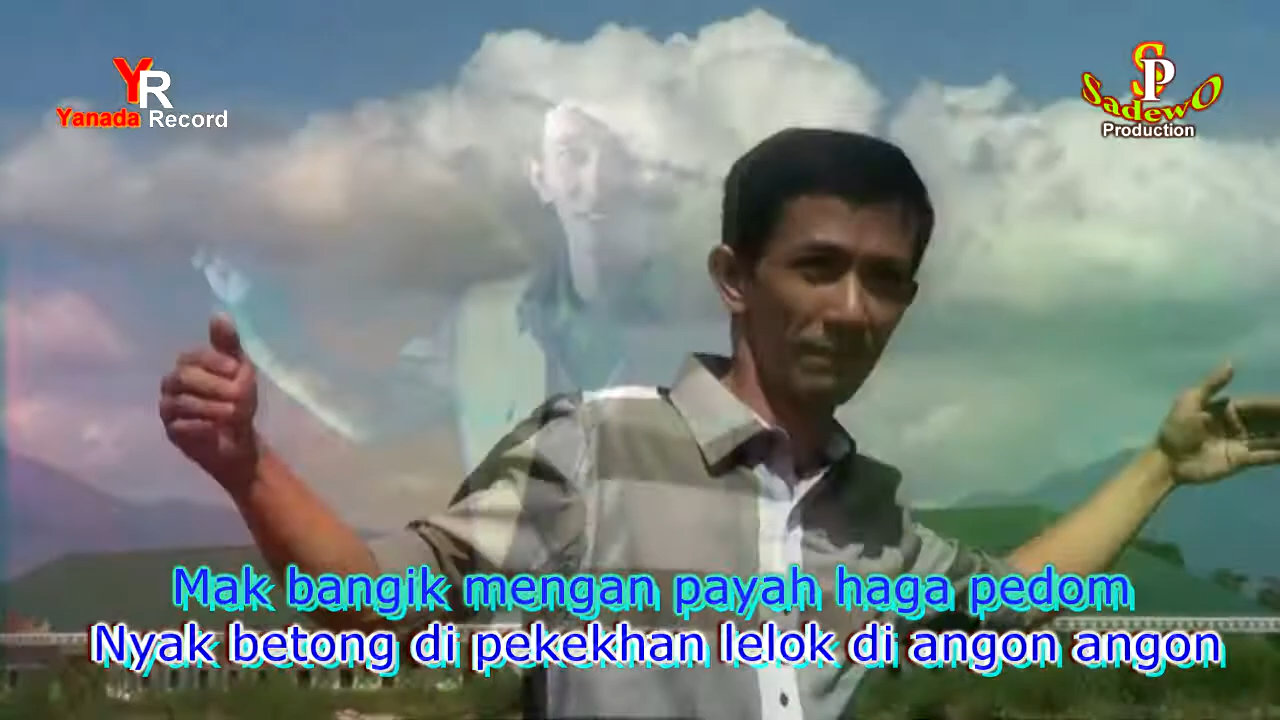 YR
Yanada Record
SP
Sadewo
Production
Mak bangik mengan payah haga pedom
Nyak betong di pekekhan lelok di angon angon